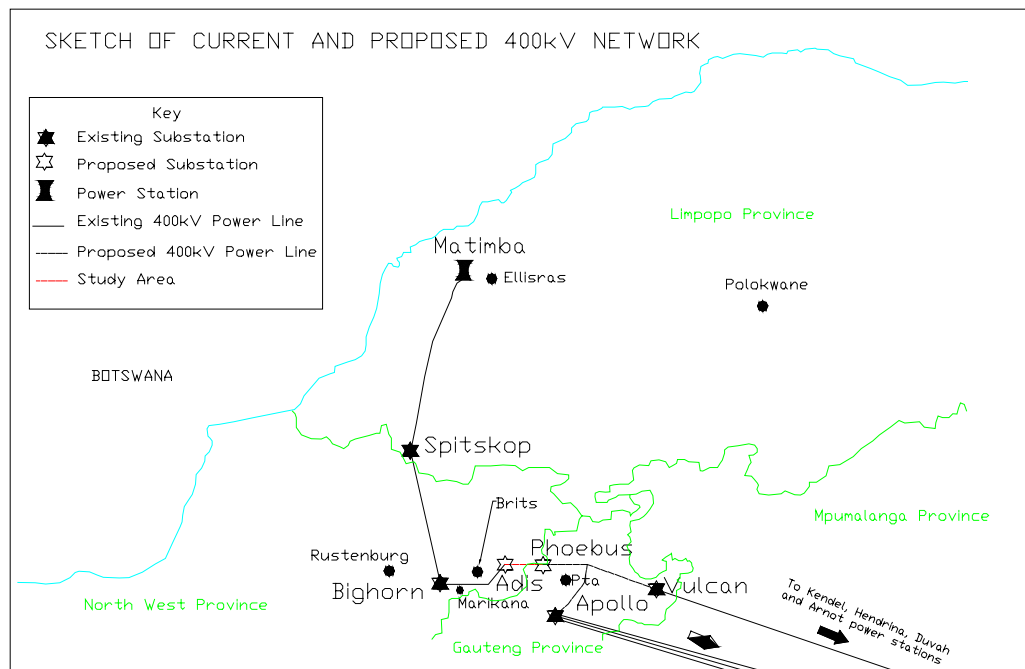 SKETCH OF CURRENT AND PROPOSED 400kV NETWORK
Key
Existing Substation
Proposed Substation
Power Station
Existing 400kV Power Line
Proposed 400kV Power Line
Study Area
Limpopo Province
Matimba
Ellisras
Polokwane
BOTSWANA
Spitskop
Brits
Mpumalanga Province
Phoebus
Rustenburg
Adis
Pta
Bighorn
Vulcan
Marikana
Apollo
North West Province
Gauteng Province
To Kendel, Hendrina, Duvah
and Arnot power stations